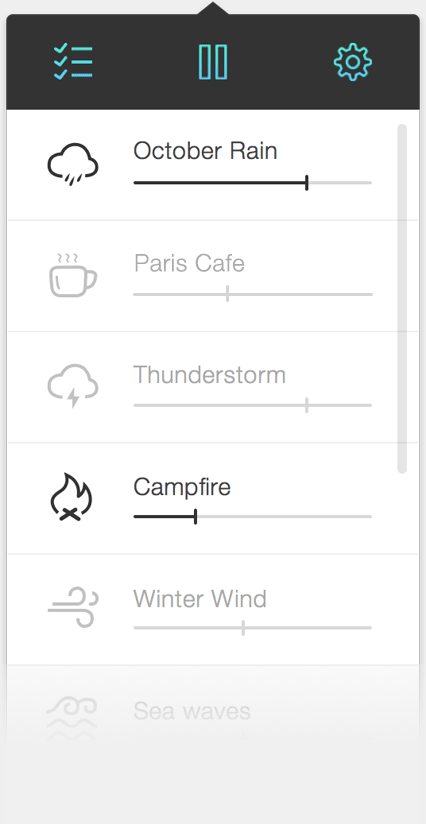 October Rain
Paris Cafe
Thunderstorm
Campfire
Winter Wind
Sea waves